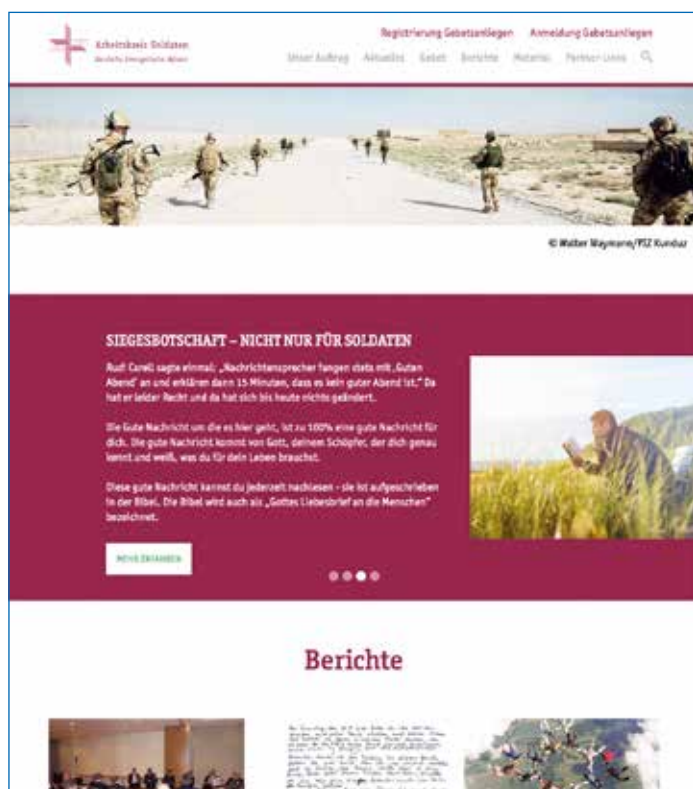 Registrierung Gebetsanliegen Anmeldung Gebetsanliegen
Arbeitskreis Soldaten
Deutsche Evangelische Allianz
Unser Auftrag Aktuelles Gebet Berichte Material Partner-Links
© Walter Waymann/PIZ Kunduz
SIEGESBOTSCHAFT – NICHT NUR FÜR SOLDATEN
Rudi Carell sagte einmal: „Nachrichtensprecher fangen stets mit ‚Guten
Abend‘ an und erklären dann 15 Minuten, dass es kein guter Abend ist.“ Da
hat er leider Recht und da hat sich bis heute nichts geändert.
Die Gute Nachricht um die es hier geht, ist zu 100% eine gute Nachricht für
dich. Die gute Nachricht kommt von Gott, deinem Schöpfer, der dich genau
kennt und weiß, was du für dein Leben brauchst.
Diese gute Nachricht kannst du jederzeit nachlesen – sie ist aufgeschrieben
in der Bibel. Die Bibel wird auch als „Gottes Liebesbrief an die Menschen“
bezeichnet.
MEHR ERFAHREN
Berichte